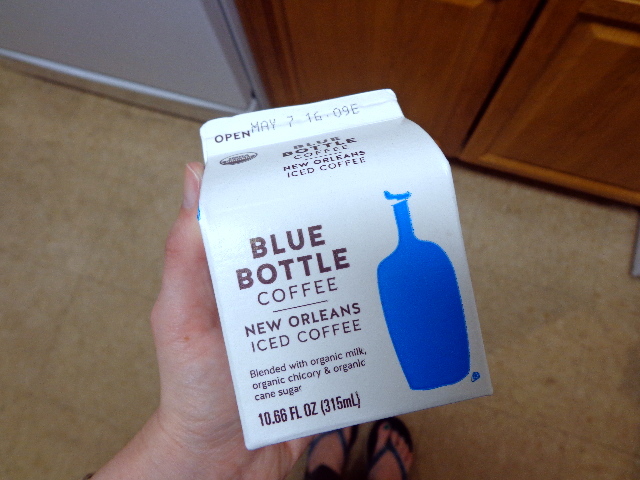 OPEN MAY 7 16:09E
BLUE
BOTTLE
COFFEE
NEW ORLEANS
ICED COFFEE
BLUE
BOTTLE
COFFEE
NEW ORLEANS
ICED COFFEE
Blended with organic milk,
organic chicory & organic
cane sugar
10.66 FL OZ (315mL)